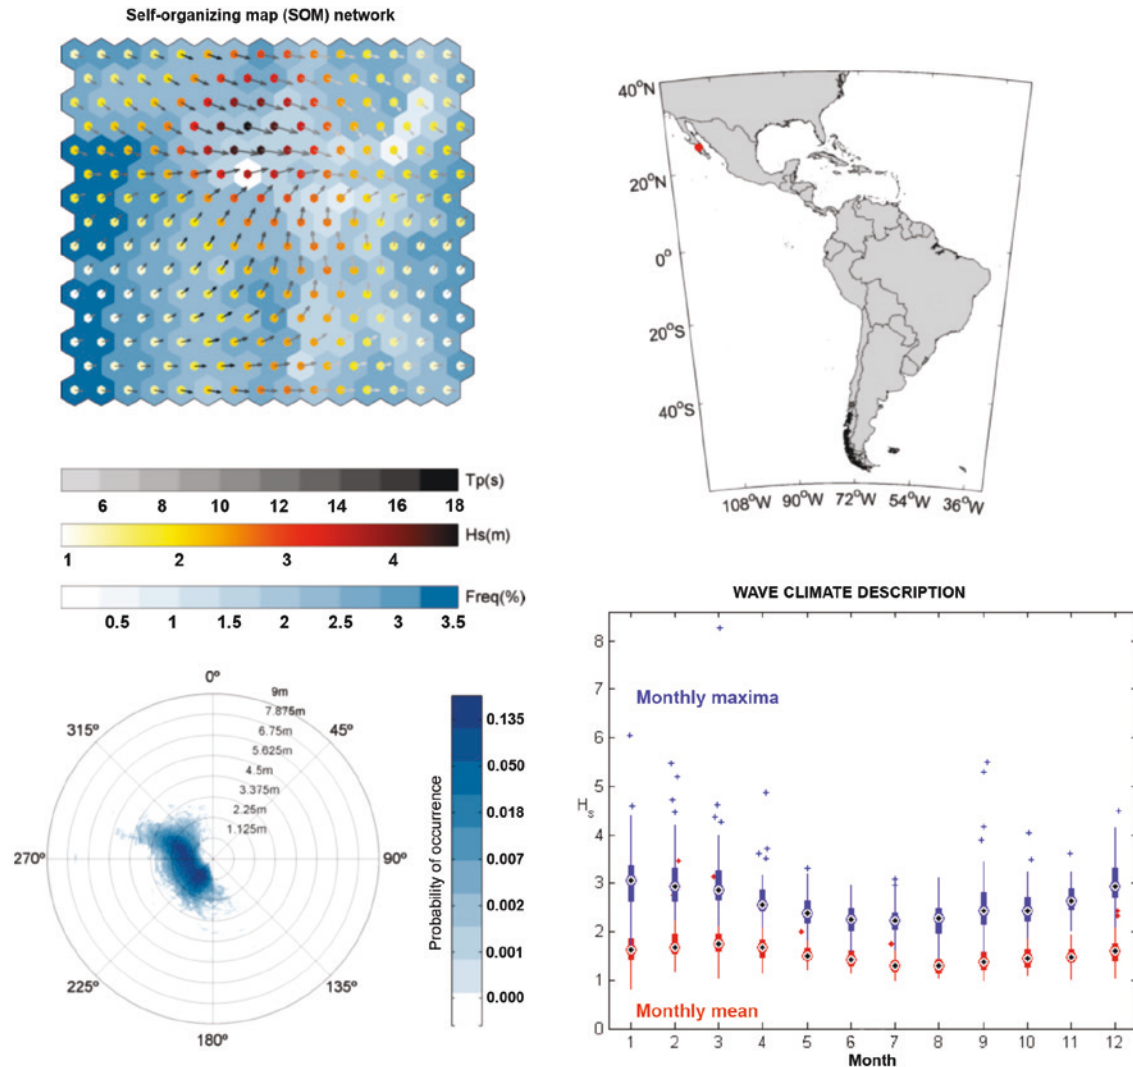 Self-organizing map (SOM) network
40°N
20°N
0°
20°S
40°S
108°W 90°W 72°W 54°W 36°W
Tp(s)
6 8 10 12 14 16 18
Hs(m)
1 2 3 4
Freq(%)
0.5 1 1.5 2 2.5 3 3.5
0°
45°
90°
135°
180°
225°
270°
315°
9m
7.875m
6.75m
5.625m
4.5m
3.375m
2.25m
1.125m
Probability of occurrence
0.135
0.050
0.018
0.007
0.002
0.001
0.000
WAVE CLIMATE DESCRIPTION
Monthly maxima
Monthly mean
Hs
8
7
6
5
4
3
2
1
0
1 2 3 4 5 6 7 8 9 10 11 12
Month